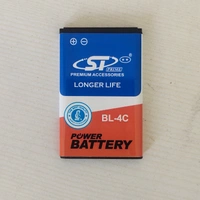 ST
PREMIUM ACCESSORIES
LONGER LIFE
BL-4C
POWER
BATTERY